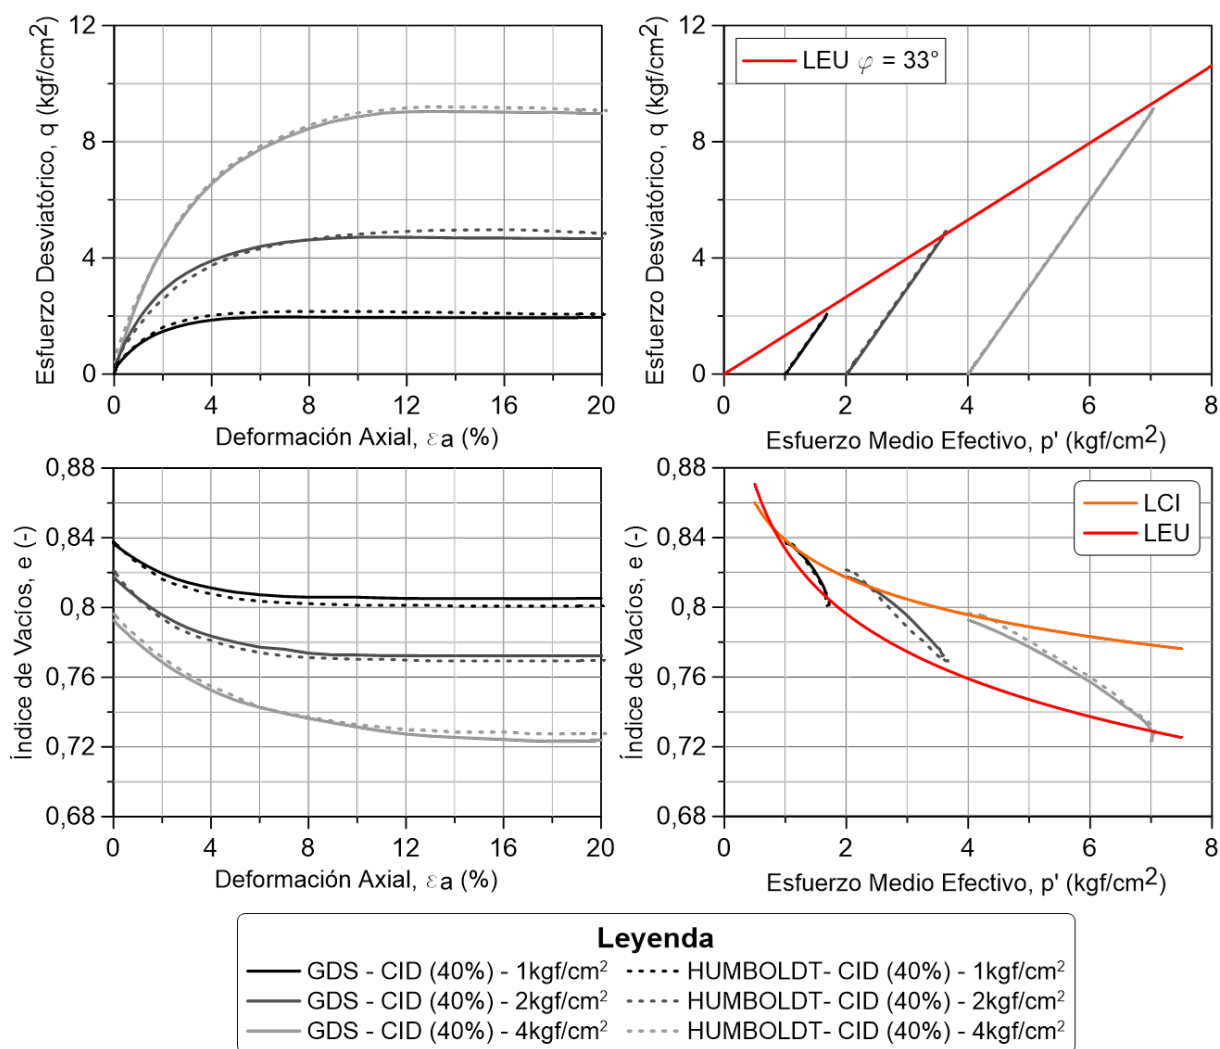 12
8
4
0
Esfuerzo Desviatórico, q (kgf/cm²)
0 4 8 12 16 20
Deformación Axial, εa (%)
12
8
4
0
Esfuerzo Desviatórico, q (kgf/cm²)
LEU φ = 33°
0 2 4 6 8
Esfuerzo Medio Efectivo, p' (kgf/cm²)
0,88
0,84
0,8
0,76
0,72
0,68
Índice de Vacíos, e (-)
0 4 8 12 16 20
Deformación Axial, εa (%)
0,88
0,84
0,8
0,76
0,72
0,68
Índice de Vacíos, e (-)
LCI
LEU
0 2 4 6 8
Esfuerzo Medio Efectivo, p' (kgf/cm²)
Leyenda
GDS - CID (40%) - 1kgf/cm² HUMBOLDT- CID (40%) - 1kgf/cm²
GDS - CID (40%) - 2kgf/cm² HUMBOLDT- CID (40%) - 2kgf/cm²
GDS - CID (40%) - 4kgf/cm² HUMBOLDT- CID (40%) - 4kgf/cm²